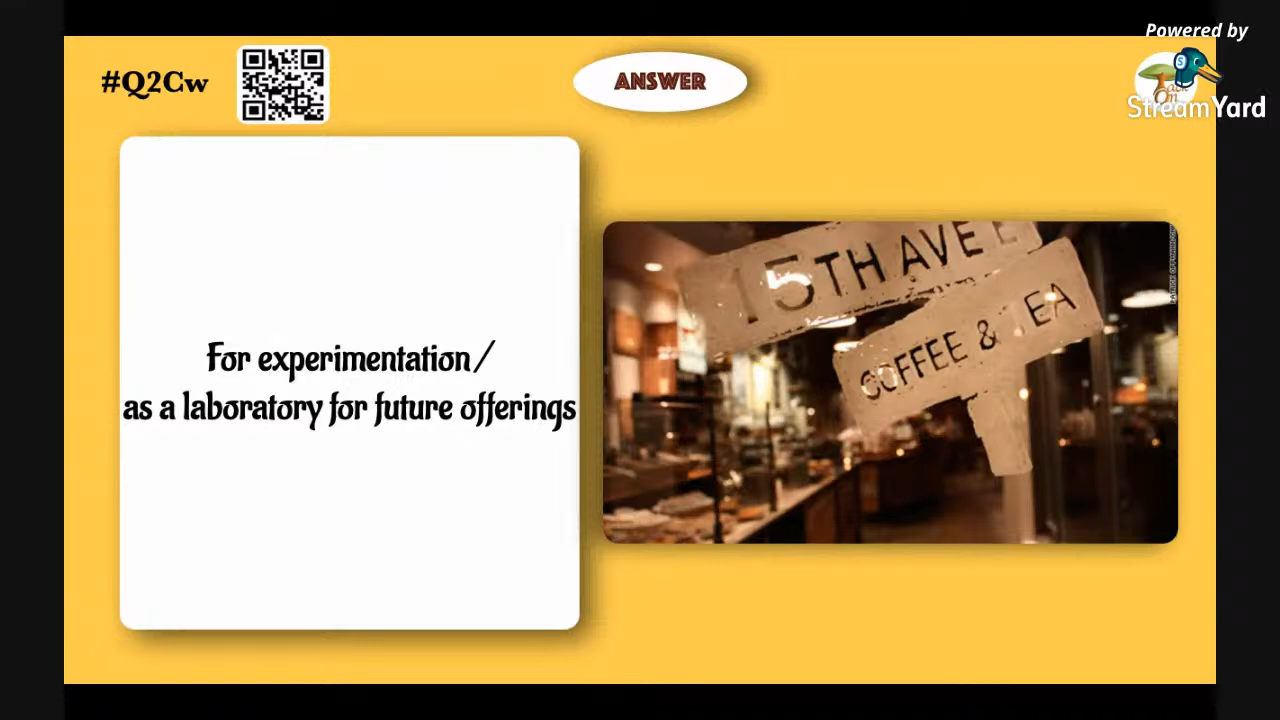 Powered by
#Q2Cw
ANSWER
StreamYard
For experimentation/
as a laboratory for future offerings
15TH AVE E
COFFEE & TEA